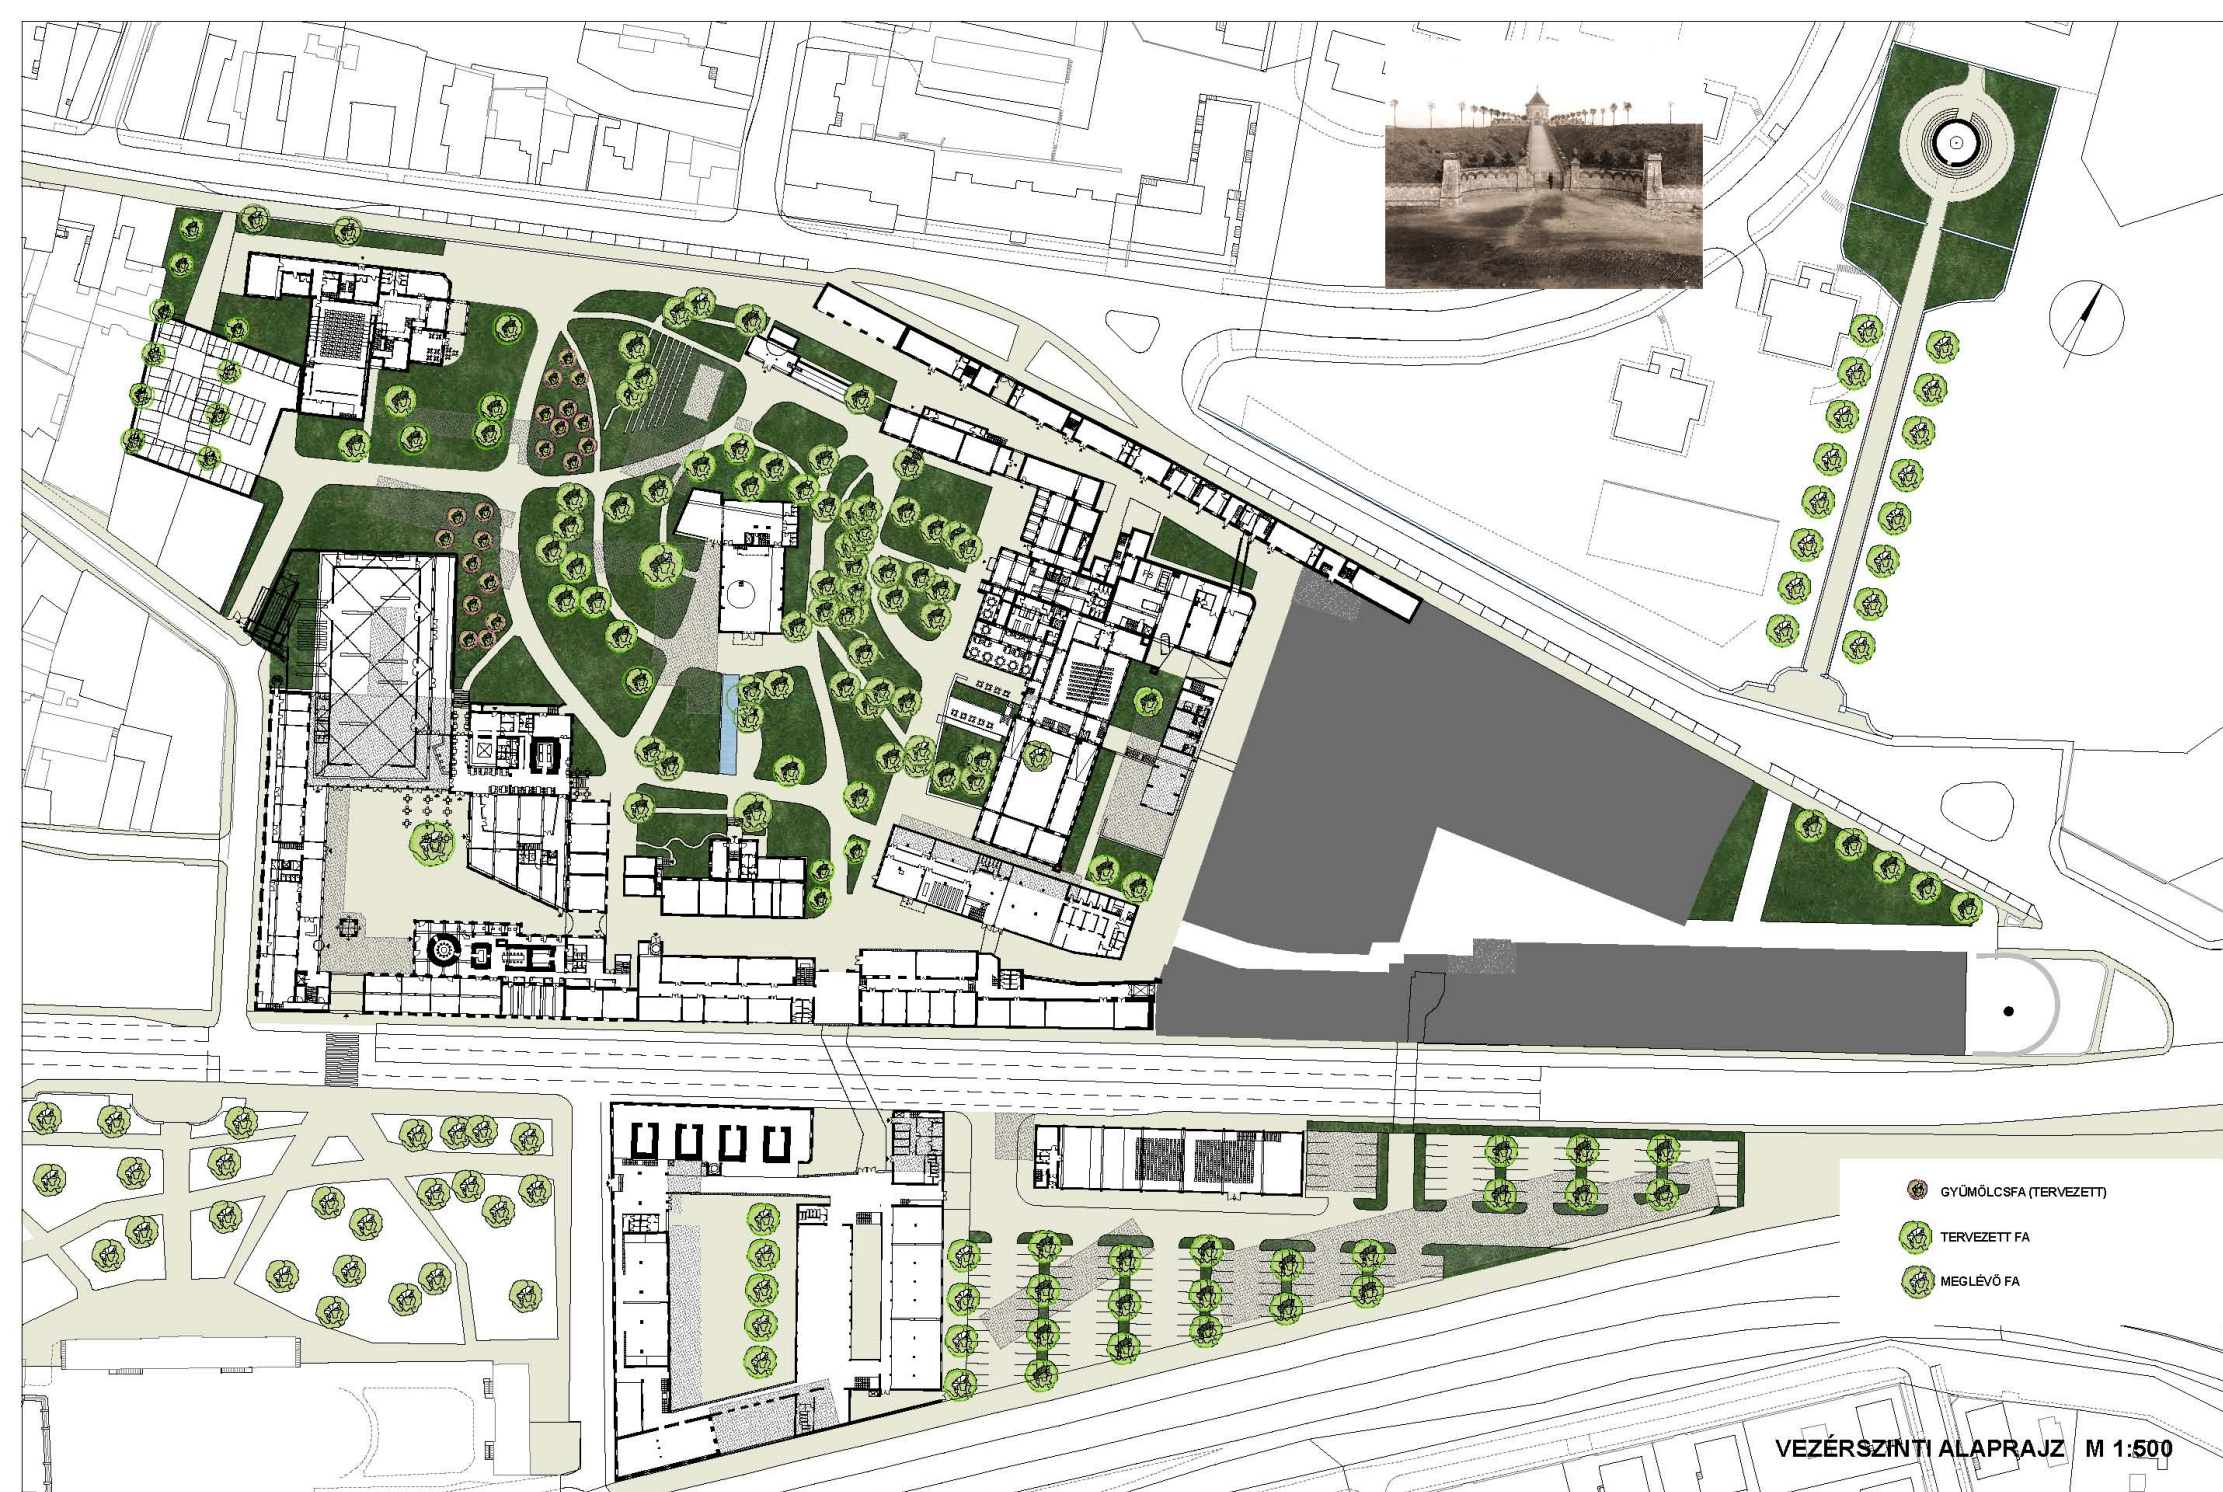 GYÜMÖLCSFA (TERVEZETT)
TERVEZETT FA
MEGLÉVŐ FA
VEZÉRSZINTI ALAPRAJZ M 1:500